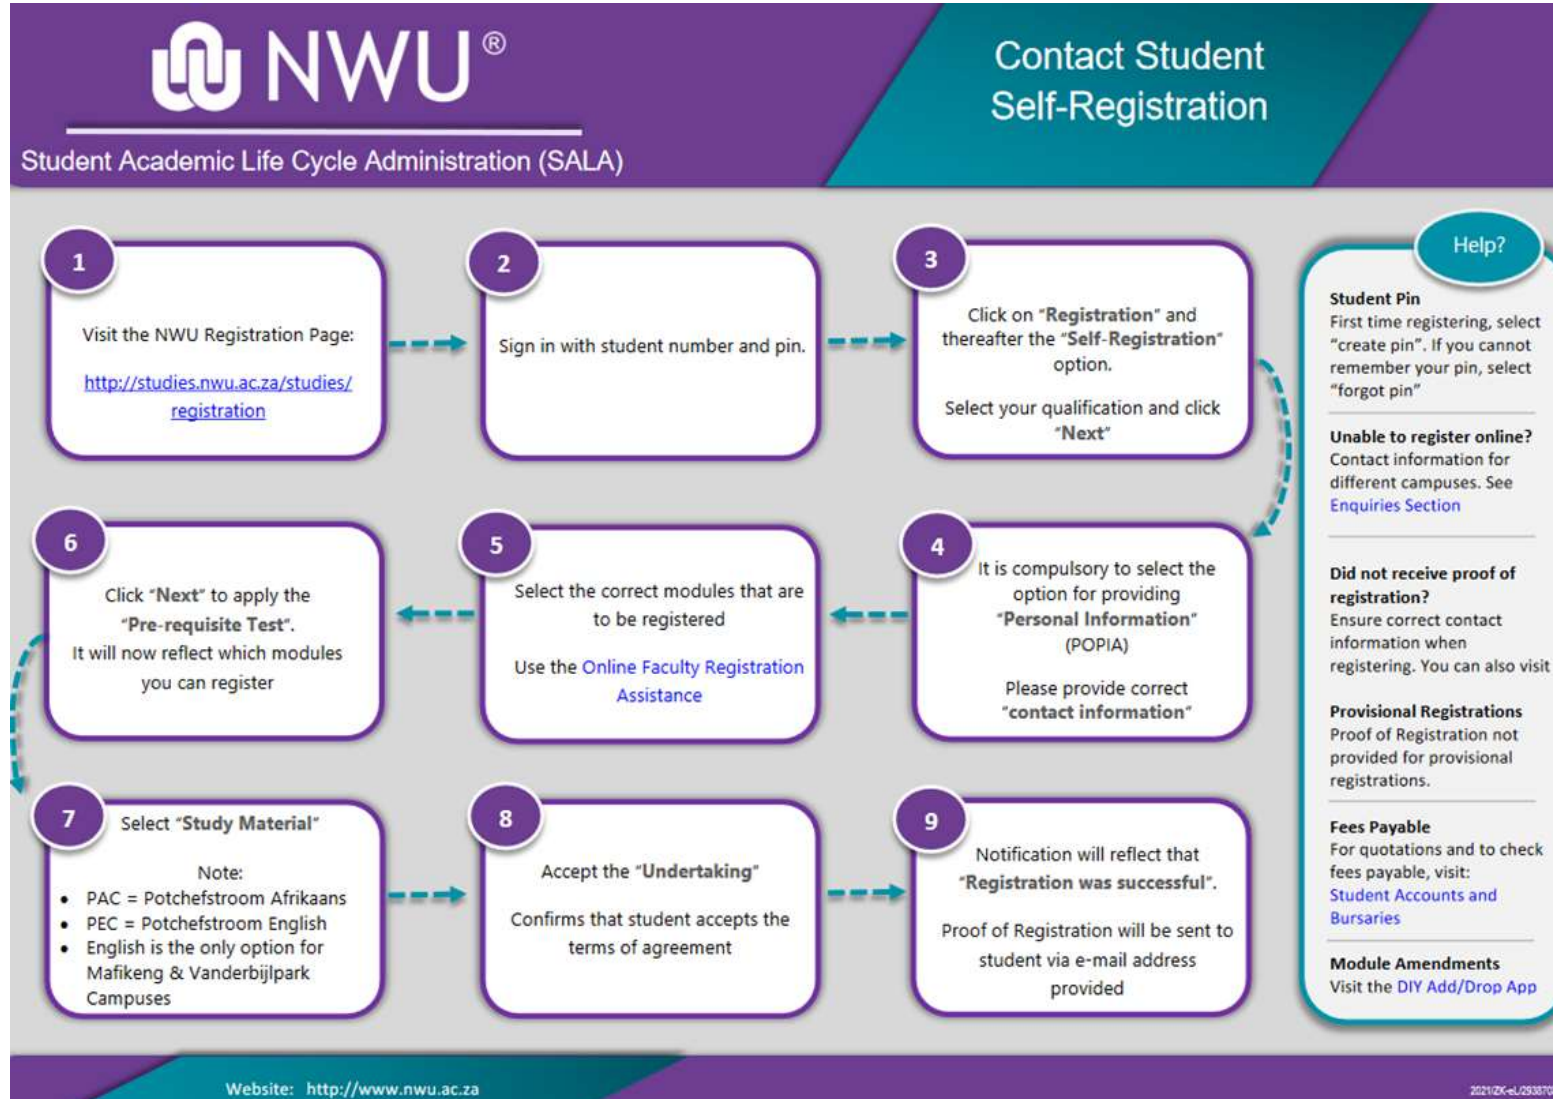 NWU®
Student Academic Life Cycle Administration (SALA)
Contact Student
Self-Registration
1
Visit the NWU Registration Page:
http://studies.nwu.ac.za/studies/
registration
2
Sign in with student number and pin.
3
Click on "Registration" and
thereafter the "Self-Registration"
option.
Select your qualification and click
"Next"
4
It is compulsory to select the
option for providing
"Personal Information"
(POPIA)
Please provide correct
"contact information"
5
Select the correct modules that are
to be registered
Use the Online Faculty Registration
Assistance
6
Click "Next" to apply the
"Pre-requisite Test".
It will now reflect which modules
you can register
7
Select "Study Material"
Note:
• PAC = Potchefstroom Afrikaans
• PEC = Potchefstroom English
• English is the only option for
Mafikeng & Vanderbijlpark
Campuses
8
Accept the "Undertaking"
Confirms that student accepts the
terms of agreement
9
Notification will reflect that
"Registration was successful".
Proof of Registration will be sent to
student via e-mail address
provided
Help?
Student Pin
First time registering, select
"create pin". If you cannot
remember your pin, select
"forgot pin"
Unable to register online?
Contact information for
different campuses. See
Enquiries Section
Did not receive proof of
registration?
Ensure correct contact
information when
registering. You can also visit
Provisional Registrations
Proof of Registration not
provided for provisional
registrations.
Fees Payable
For quotations and to check
fees payable, visit:
Student Accounts and
Bursaries
Module Amendments
Visit the DIY Add/Drop App
Website: http://www.nwu.ac.za